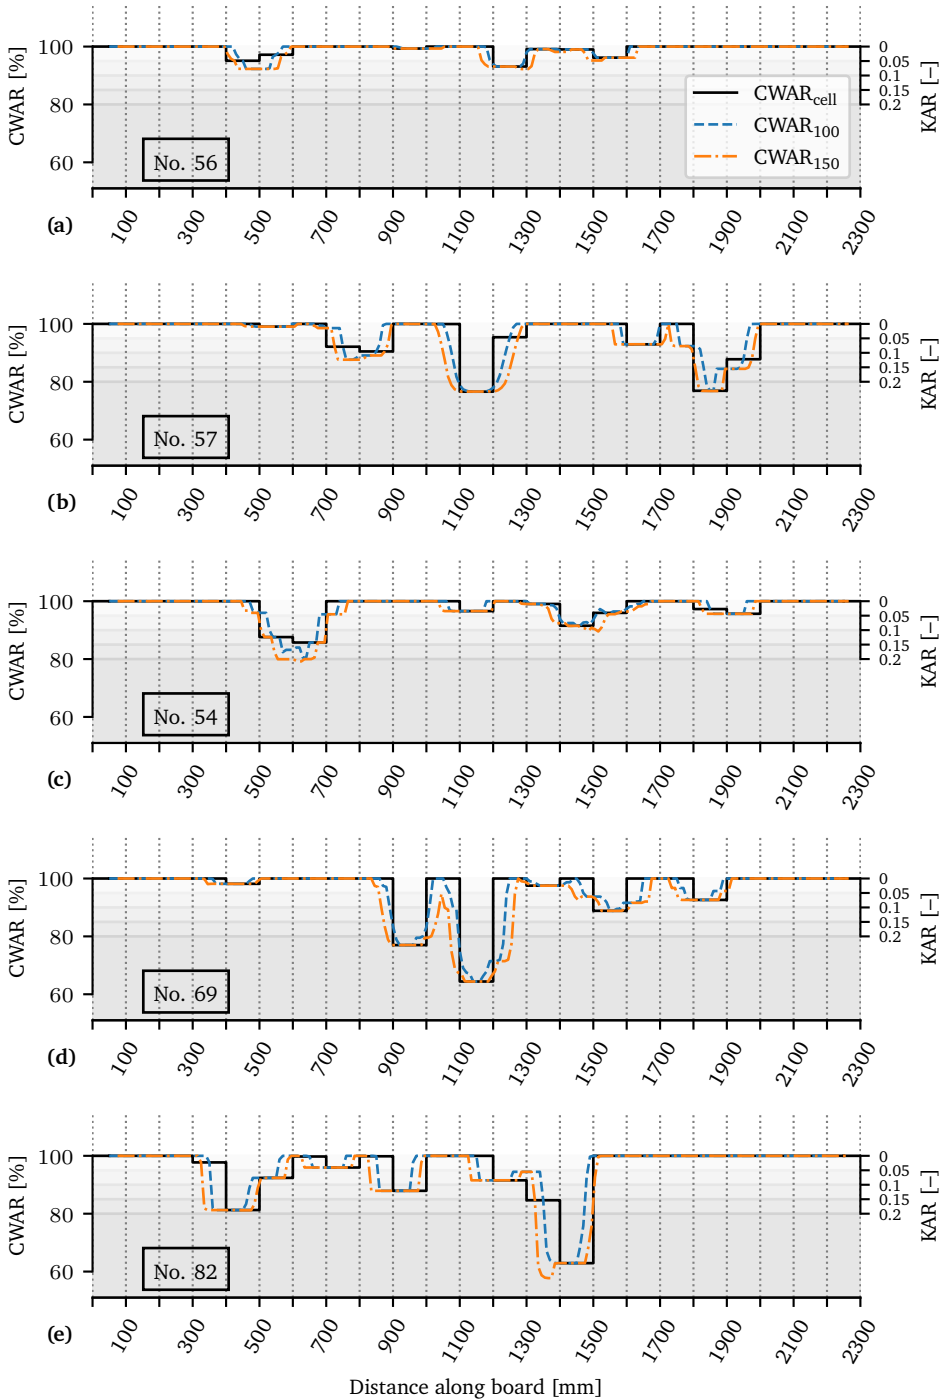 CWAR [%]
100
80
60
0
0.05
0.1
0.15
0.2
KAR [−]
CWARcell
CWAR100
CWAR150
No. 56
(a)
100 300 500 700 900 1100 1300 1500 1700 1900 2100 2300
CWAR [%]
100
80
60
0
0.05
0.1
0.15
0.2
KAR [−]
No. 57
(b)
100 300 500 700 900 1100 1300 1500 1700 1900 2100 2300
CWAR [%]
100
80
60
0
0.05
0.1
0.15
0.2
KAR [−]
No. 54
(c)
100 300 500 700 900 1100 1300 1500 1700 1900 2100 2300
CWAR [%]
100
80
60
0
0.05
0.1
0.15
0.2
KAR [−]
No. 69
(d)
100 300 500 700 900 1100 1300 1500 1700 1900 2100 2300
CWAR [%]
100
80
60
0
0.05
0.1
0.15
0.2
KAR [−]
No. 82
(e)
100 300 500 700 900 1100 1300 1500 1700 1900 2100 2300
Distance along board [mm]